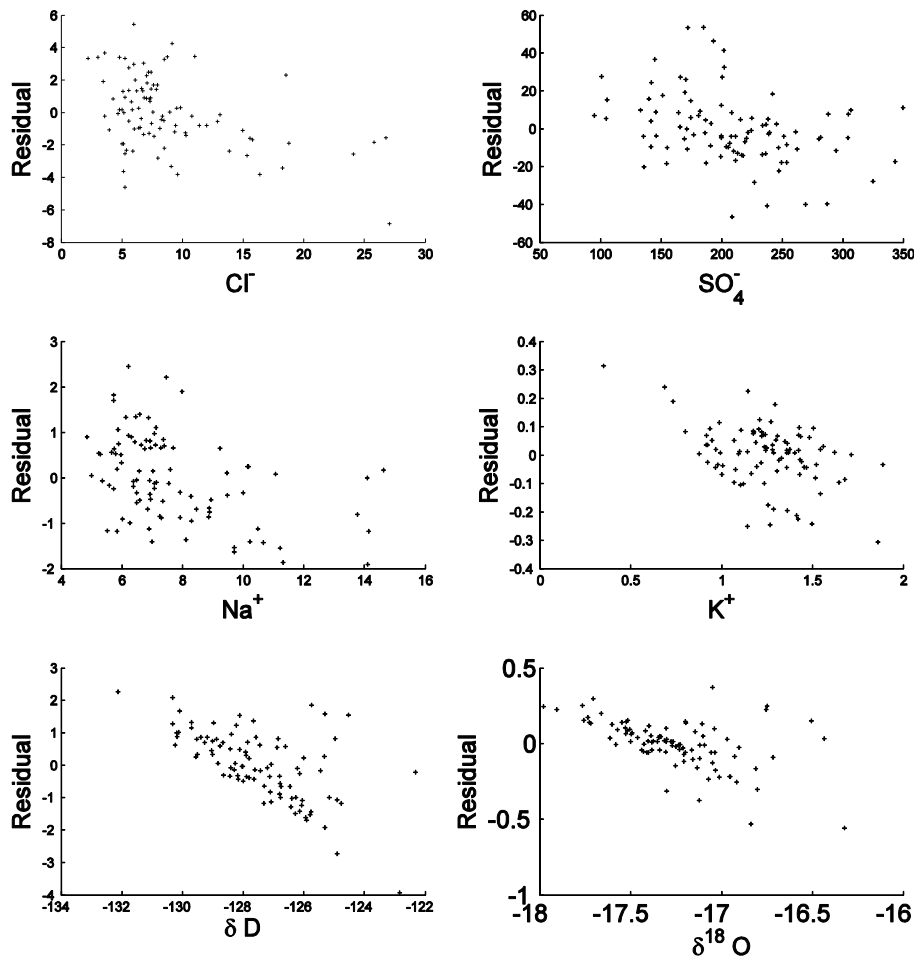 6
4
2
0
-2
-4
-6
-8
0 5 10 15 20 25 30
Residual
Cl-
60
40
20
0
-20
-40
-60
50 100 150 200 250 300 350
Residual
SO4-
3
2
1
0
-1
-2
4 6 8 10 12 14 16
Residual
Na+
0.4
0.3
0.2
0.1
0
-0.1
-0.2
-0.3
-0.4
0 0.5 1 1.5 2
Residual
K+
3
2
1
0
-1
-2
-3
-4
-134 -132 -130 -128 -126 -124 -122
Residual
δ D
0.5
0
-0.5
-1
-18 -17.5 -17 -16.5 -16
Residual
δ18 O